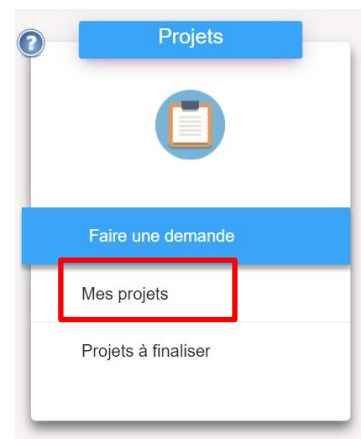 ?
Projets
Faire une demande
Mes projets
Projets à finaliser